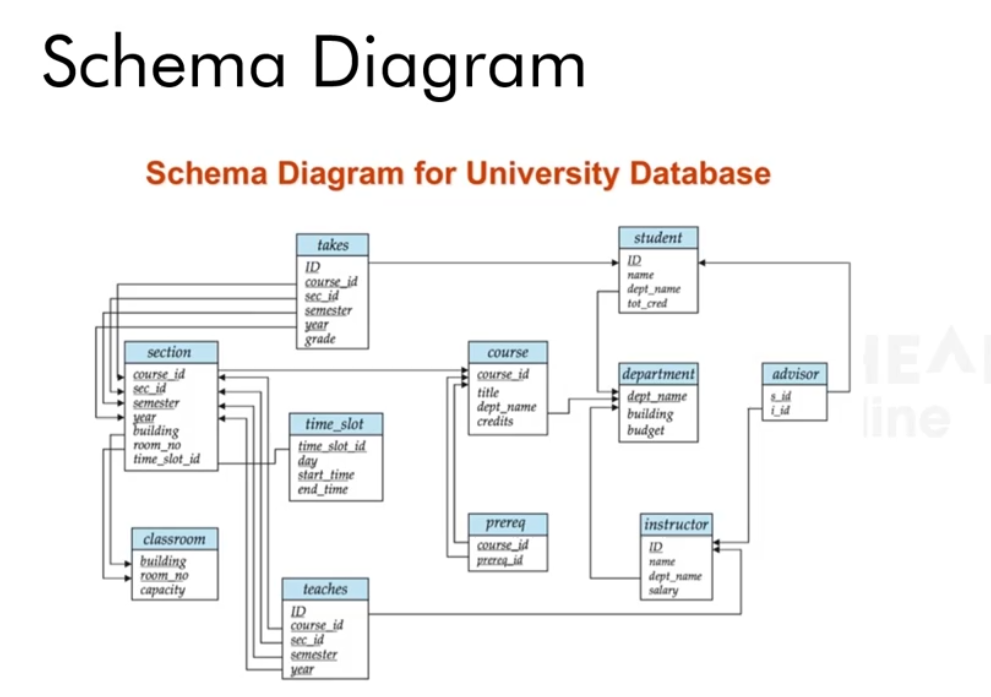 Schema Diagram
Schema Diagram for University Database
takes
ID
course_id
sec_id
semester
year
grade
student
ID
name
dept_name
tot_cred
section
course_id
sec_id
semester
year
building
room_no
time_slot_id
course
course_id
title
dept_name
credits
department
dept_name
building
budget
advisor
s_id
i_id
time_slot
time_slot_id
day
start_time
end_time
classroom
building
room_no
capacity
prereq
course_id
prereq_id
instructor
ID
name
dept_name
salary
teaches
ID
course_id
sec_id
semester
year
line